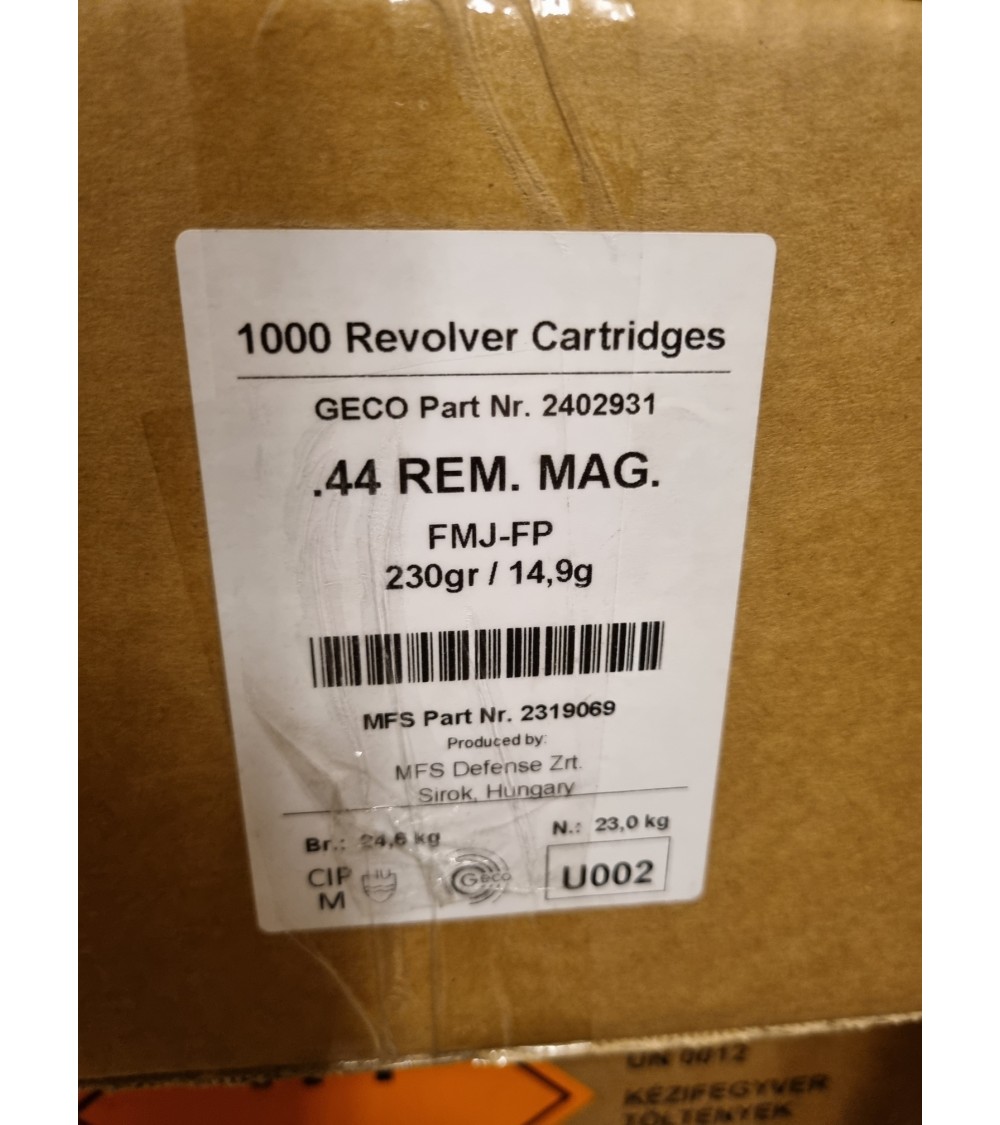 1000 Revolver Cartridges
GECO Part Nr. 2402931
.44 REM. MAG.
FMJ-FP
230gr / 14,9g
MFS Part Nr. 2319069
Produced by:
MFS Defense Zrt.
Sirok, Hungary
Br.: 24,6 kg
N.: 23,0 kg
CIP
M
HU
Geco
U002
UN 0012
KÉZIFEGYVER
TÖLTÉNYEK